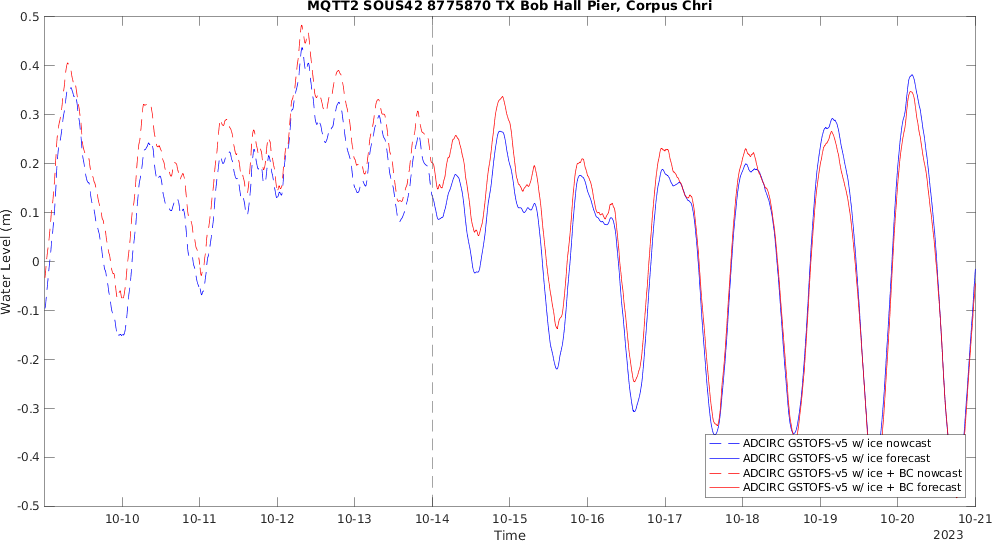 MQTT2 SOUS42 8775870 TX Bob Hall Pier, Corpus Chri
0.5
0.4
0.3
0.2
0.1
0
-0.1
-0.2
-0.3
-0.4
-0.5
Water Level (m)
10-10 10-11 10-12 10-13 10-14 10-15 10-16 10-17 10-18 10-19 10-20 10-21
Time
2023
ADCIRC GSTOFS-v5 w/ ice nowcast
ADCIRC GSTOFS-v5 w/ ice forecast
ADCIRC GSTOFS-v5 w/ ice + BC nowcast
ADCIRC GSTOFS-v5 w/ ice + BC forecast